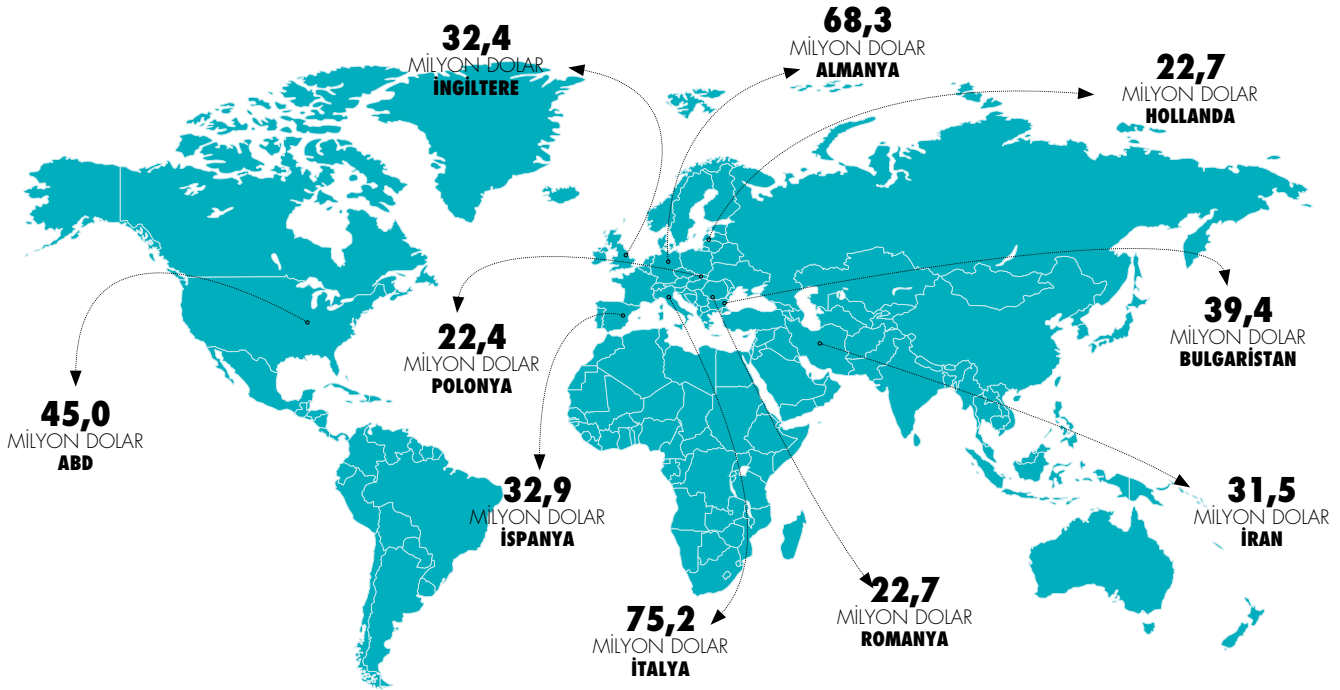 32,4
MİLYON DOLAR
İNGİLTERE
68,3
MİLYON DOLAR
ALMANYA
22,7
MİLYON DOLAR
HOLLANDA
22,4
MİLYON DOLAR
POLONYA
39,4
MİLYON DOLAR
BULGARİSTAN
45,0
MİLYON DOLAR
ABD
32,9
MİLYON DOLAR
İSPANYA
31,5
MİLYON DOLAR
İRAN
75,2
MİLYON DOLAR
İTALYA
22,7
MİLYON DOLAR
ROMANYA